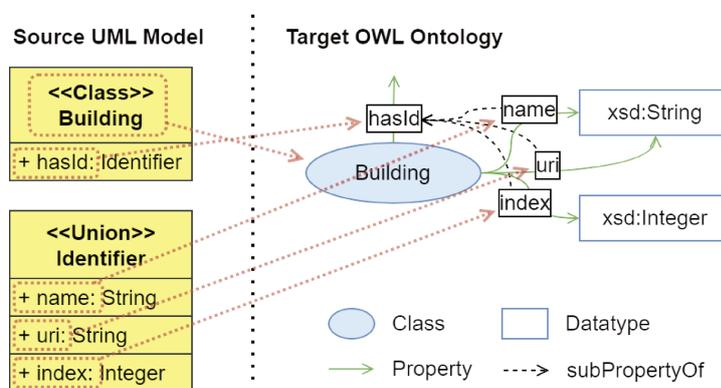 Source UML Model
Target OWL Ontology
<<Class>>
Building
+ hasId: Identifier
<<Union>>
Identifier
+ name: String
+ uri: String
+ index: Integer
hasId
name
xsd:String
Building
uri
index
xsd:Integer
Class
Datatype
Property
subPropertyOf